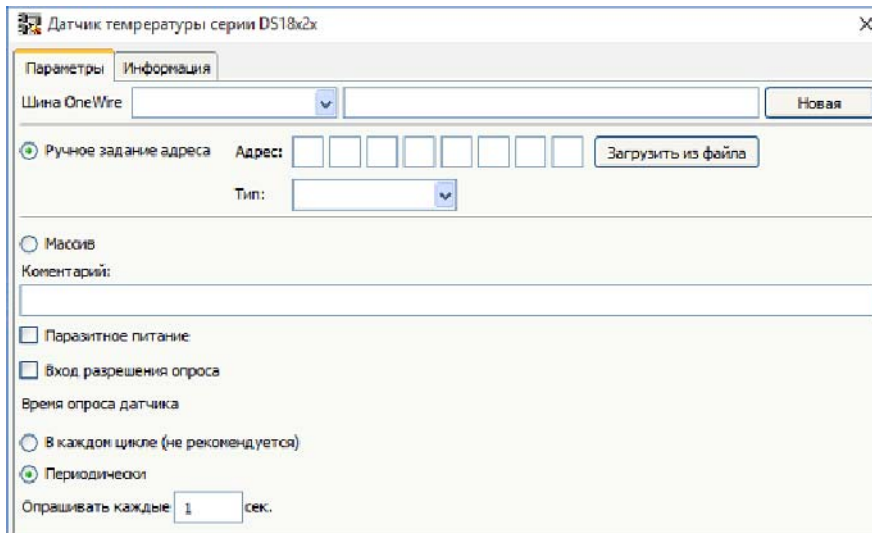 Датчик темрературы серии DS18x2x
Параметры Информация
Шина OneWire Новая
Ручное задание адреса Адрес: Загрузить из файла
Тип:
Массив
Коментарий:
Паразитное питание
Вход разрешения опроса
Время опроса датчика
В каждом цикле (не рекомендуется)
Периодически
Опрашивать каждые 1 сек.